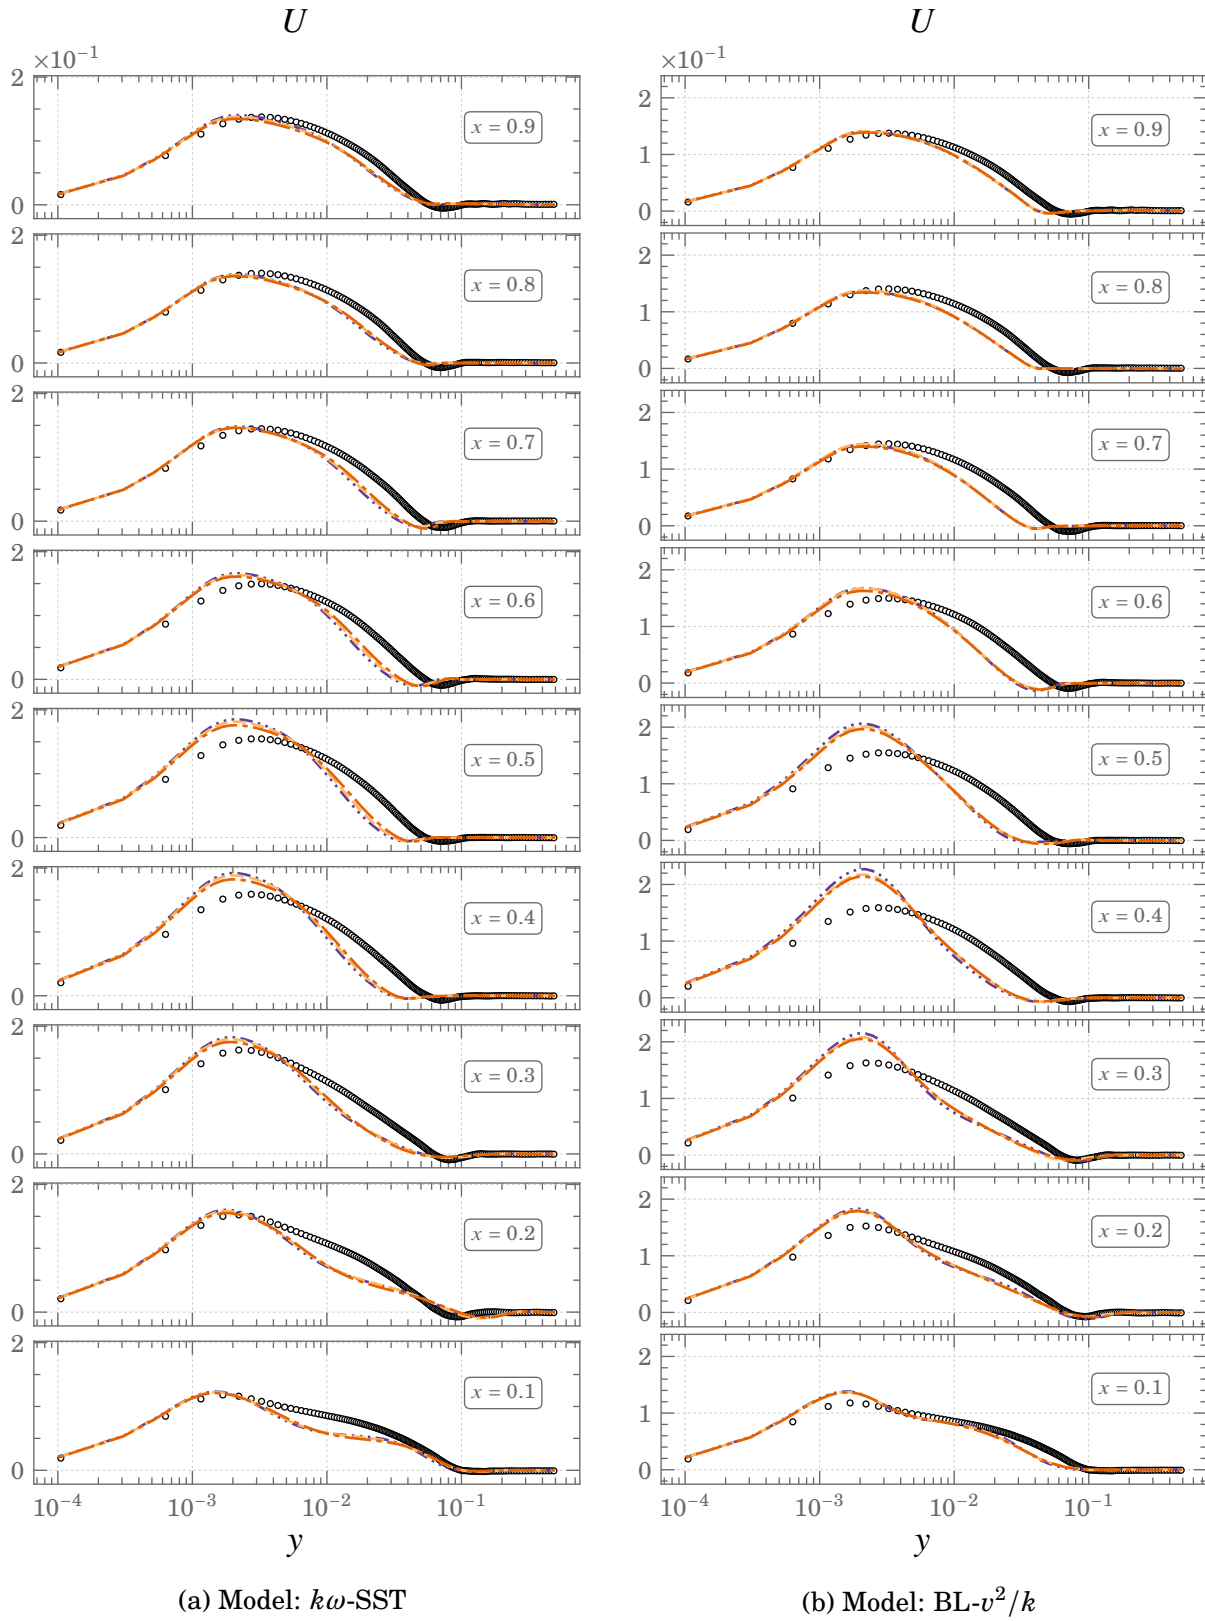 U
×10⁻¹
2
0
x = 0.9
2
0
x = 0.8
2
0
x = 0.7
2
0
x = 0.6
2
0
x = 0.5
2
0
x = 0.4
2
0
x = 0.3
2
0
x = 0.2
2
0
x = 0.1
10⁻⁴ 10⁻³ 10⁻² 10⁻¹
y
(a) Model: kω-SST
U
×10⁻¹
2
1
0
x = 0.9
2
1
0
x = 0.8
2
1
0
x = 0.7
2
1
0
x = 0.6
2
1
0
x = 0.5
2
1
0
x = 0.4
2
1
0
x = 0.3
2
1
0
x = 0.2
2
1
0
x = 0.1
10⁻⁴ 10⁻³ 10⁻² 10⁻¹
y
(b) Model: BL-v²/k